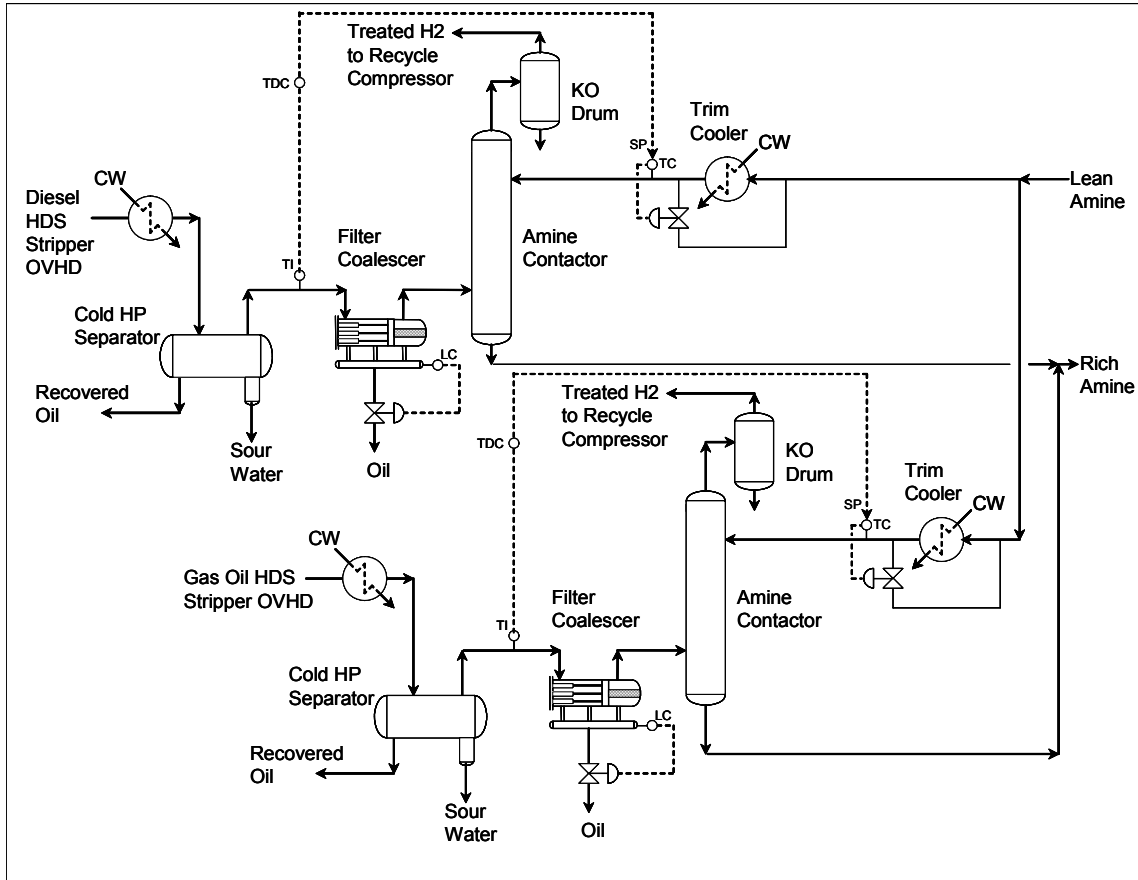 Treated H2
to Recycle
Compressor
TDC
KO
Drum
Trim
Cooler
CW
SP
TC
Lean
Amine
CW
Diesel
HDS
Stripper
OVHD
TI
Filter
Coalescer
Amine
Contactor
Cold HP
Separator
LC
Recovered
Oil
Sour
Water
Oil
Rich
Amine
Treated H2
to Recycle
Compressor
TDC
KO
Drum
Trim
Cooler
CW
SP
TC
CW
Gas Oil HDS
Stripper OVHD
TI
Filter
Coalescer
Amine
Contactor
Cold HP
Separator
LC
Recovered
Oil
Sour
Water
Oil